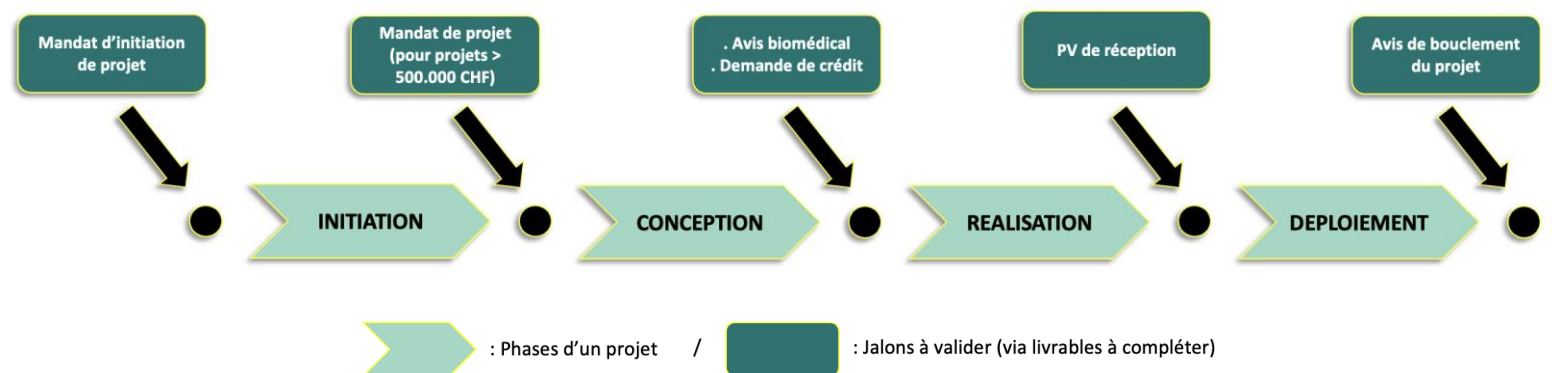 Mandat d'initiation
de projet
Mandat de projet
(pour projets >
500.000 CHF)
. Avis biomédical
. Demande de crédit
PV de réception
Avis de bouclement
du projet
INITIATION
CONCEPTION
REALISATION
DEPLOIEMENT
: Phases d'un projet / : Jalons à valider (via livrables à compléter)